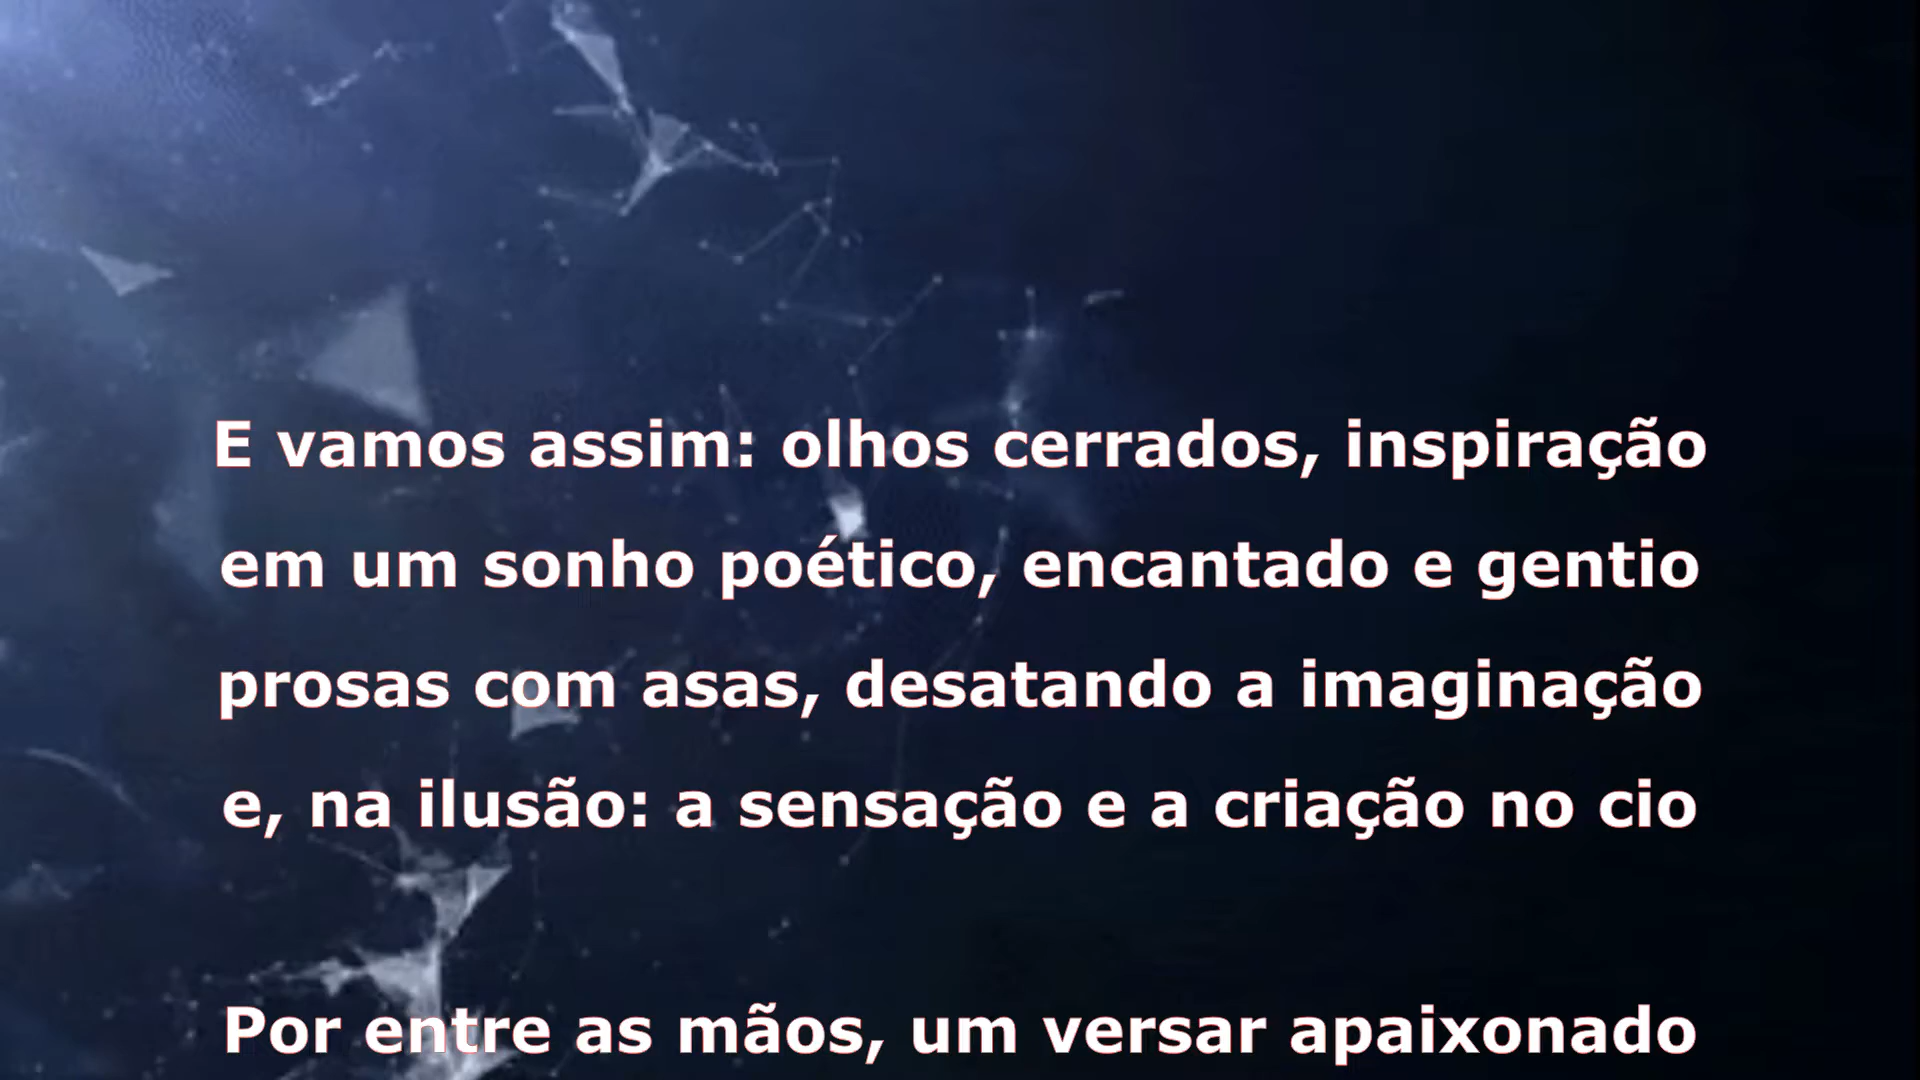 E vamos assim: olhos cerrados, inspiração
em um sonho poético, encantado e gentio
prosas com asas, desatando a imaginação
e, na ilusão: a sensação e a criação no cio
Por entre as mãos, um versar apaixonado